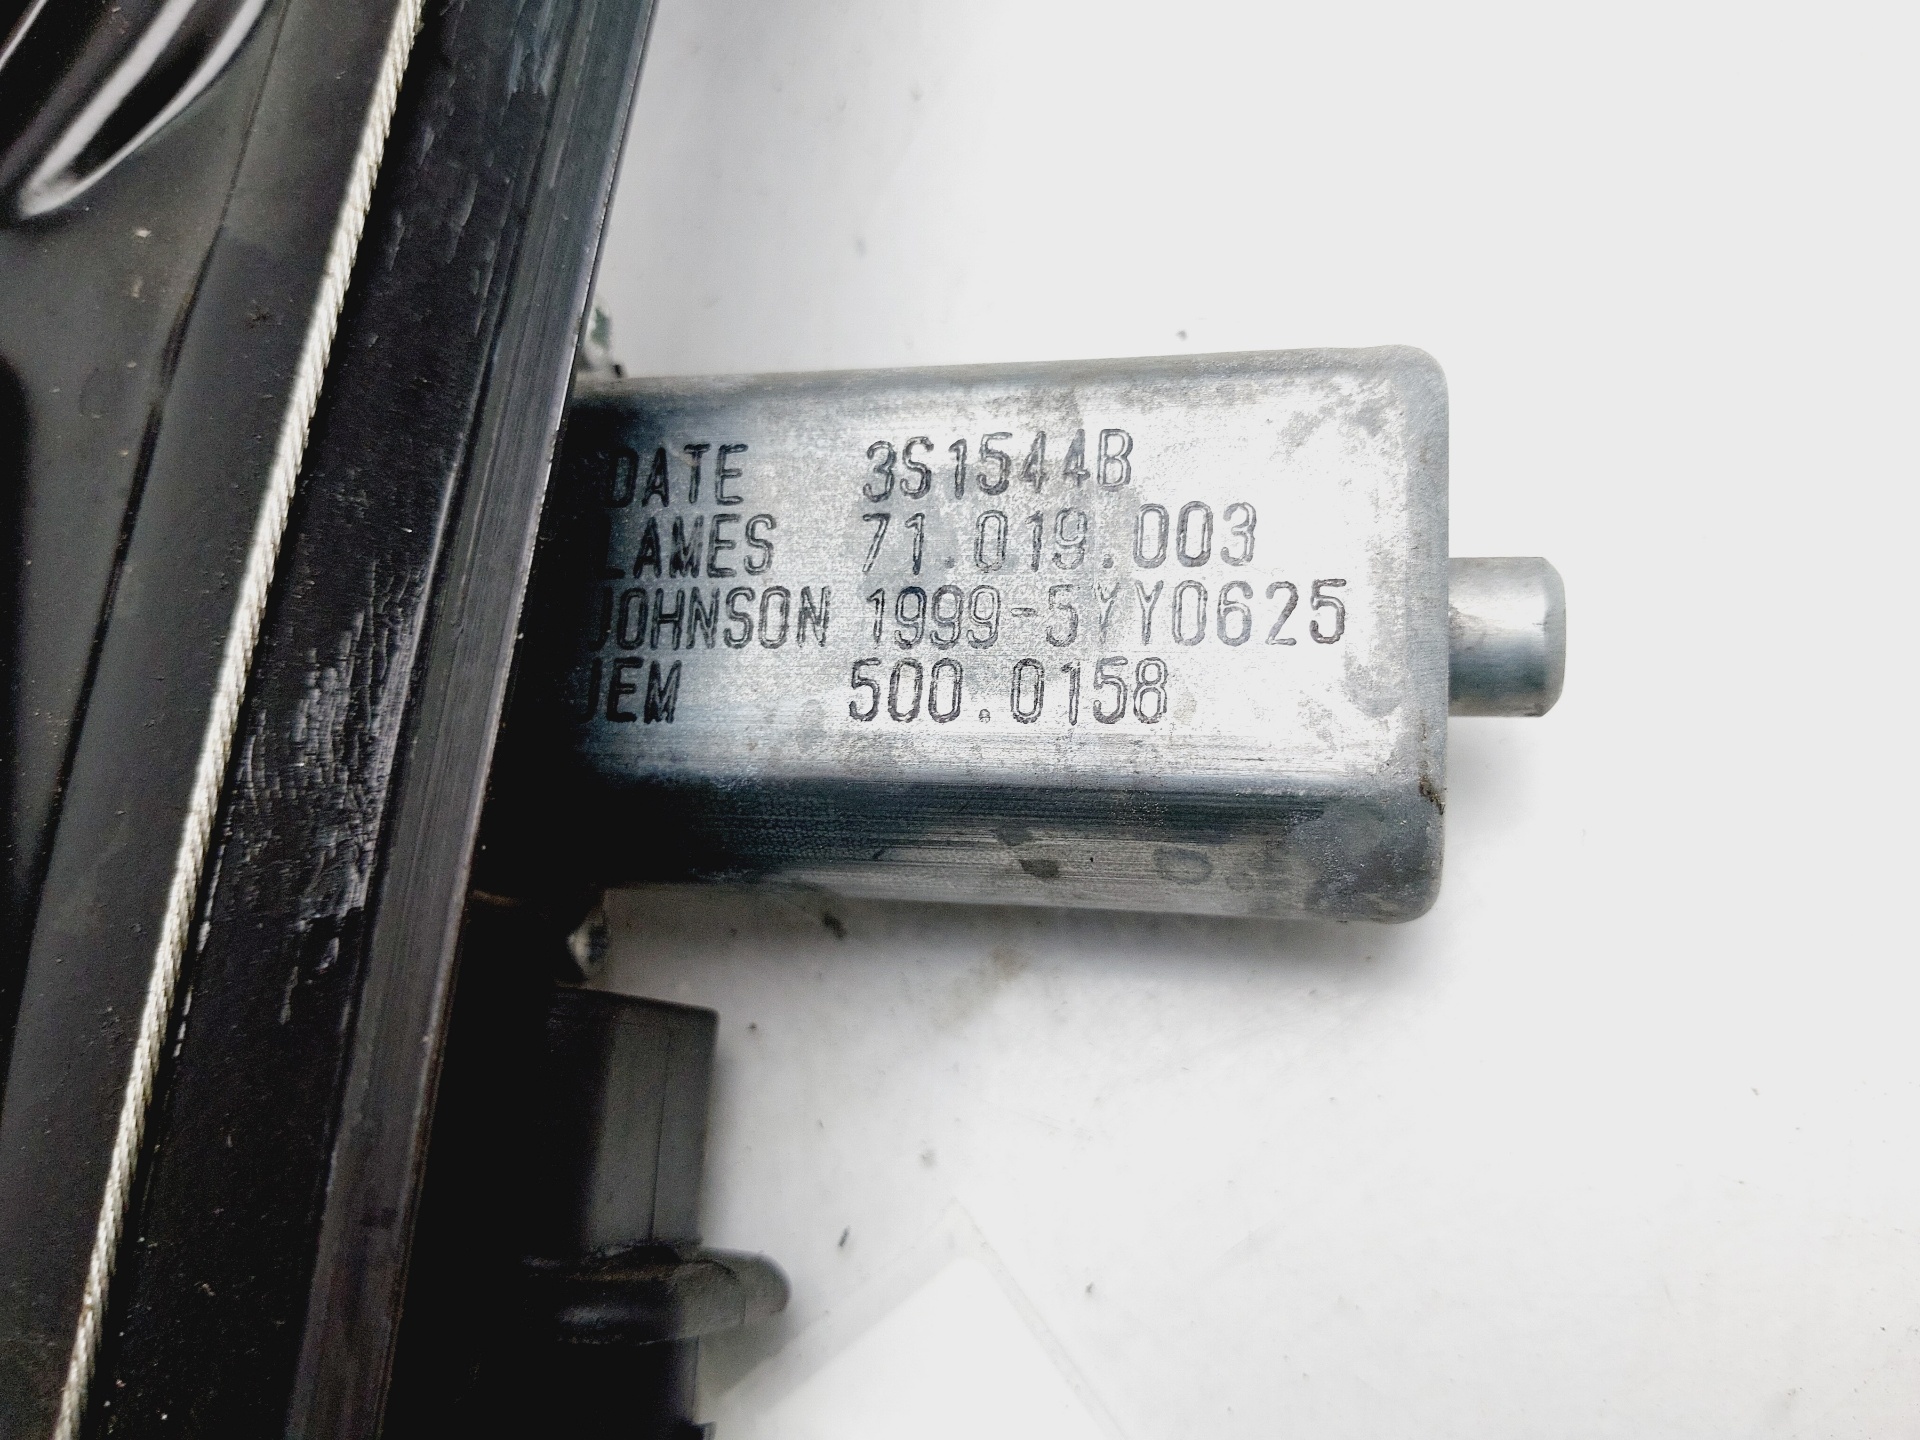 DATE 3S1544B
LAMES 71.019.003
JOHNSON 1999-5YY0625
JEM 500.0158